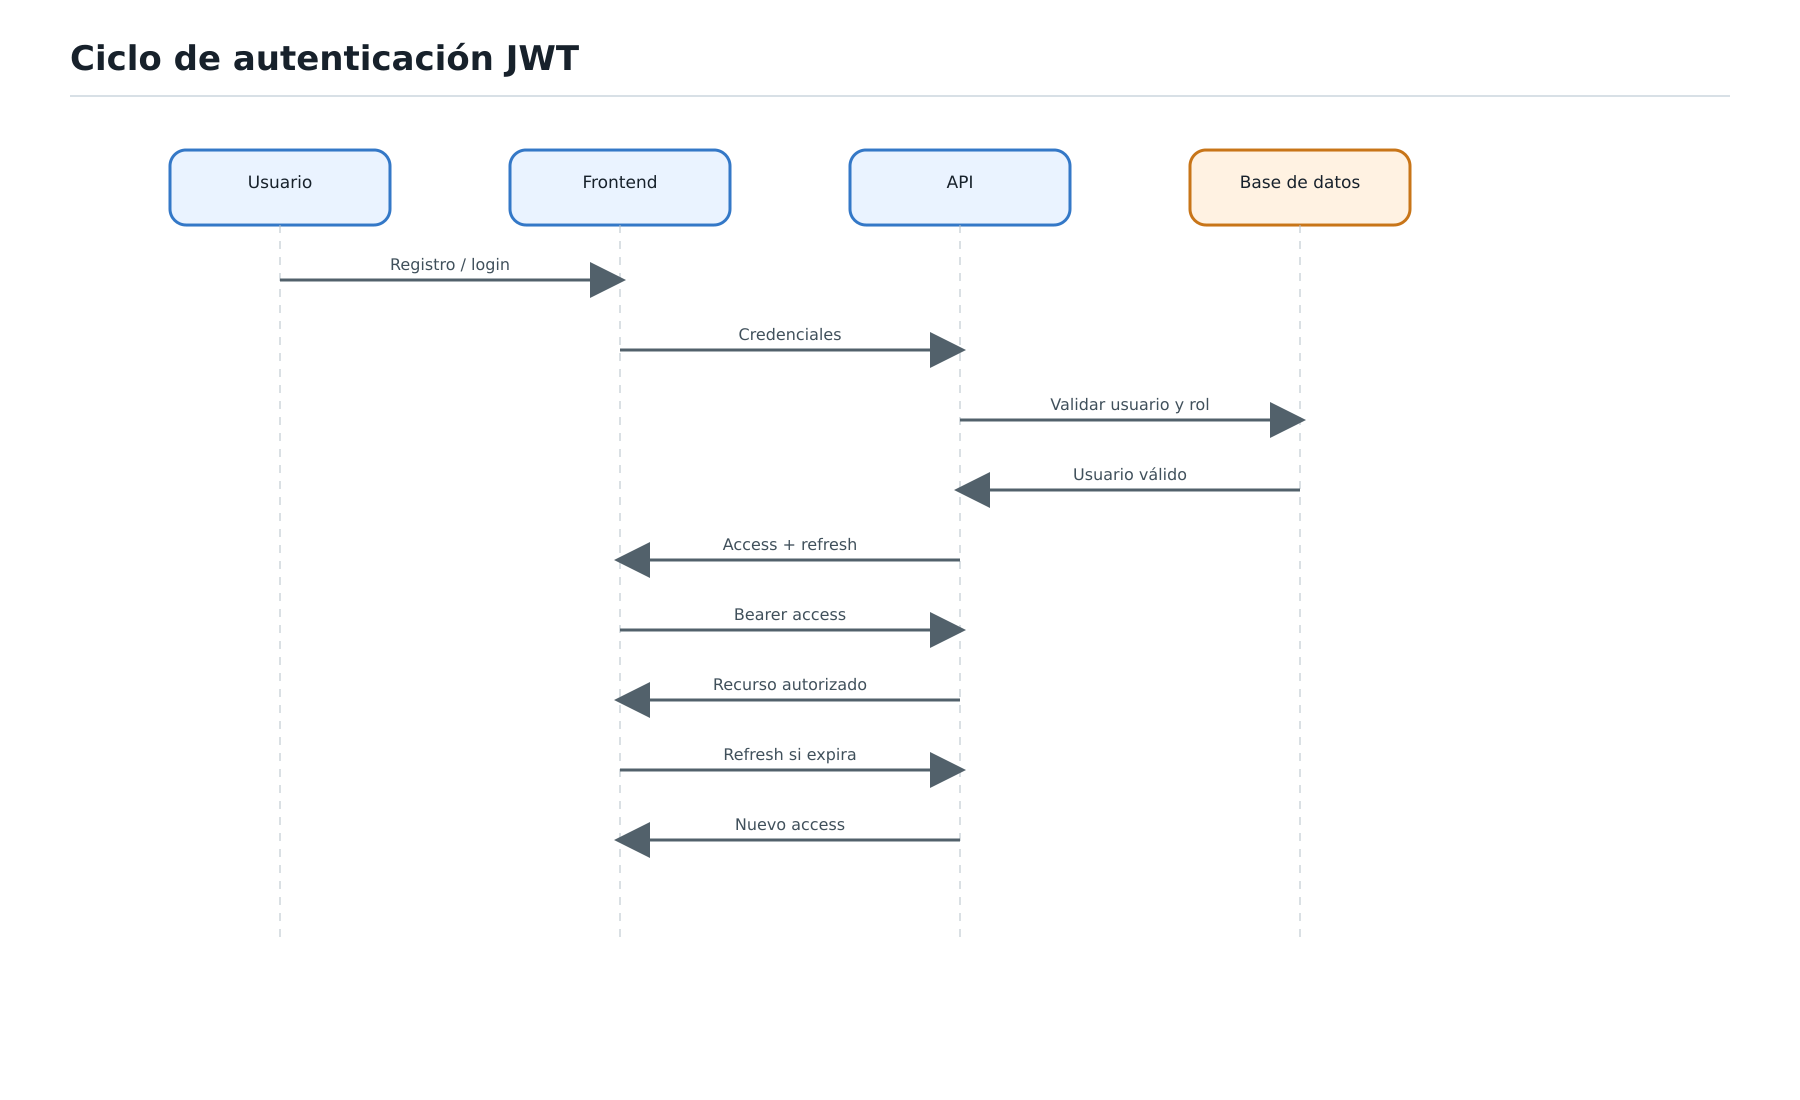 Ciclo de autenticación JWT
Usuario
Frontend
API
Base de datos
Registro / login
Credenciales
Validar usuario y rol
Usuario válido
Access + refresh
Bearer access
Recurso autorizado
Refresh si expira
Nuevo access